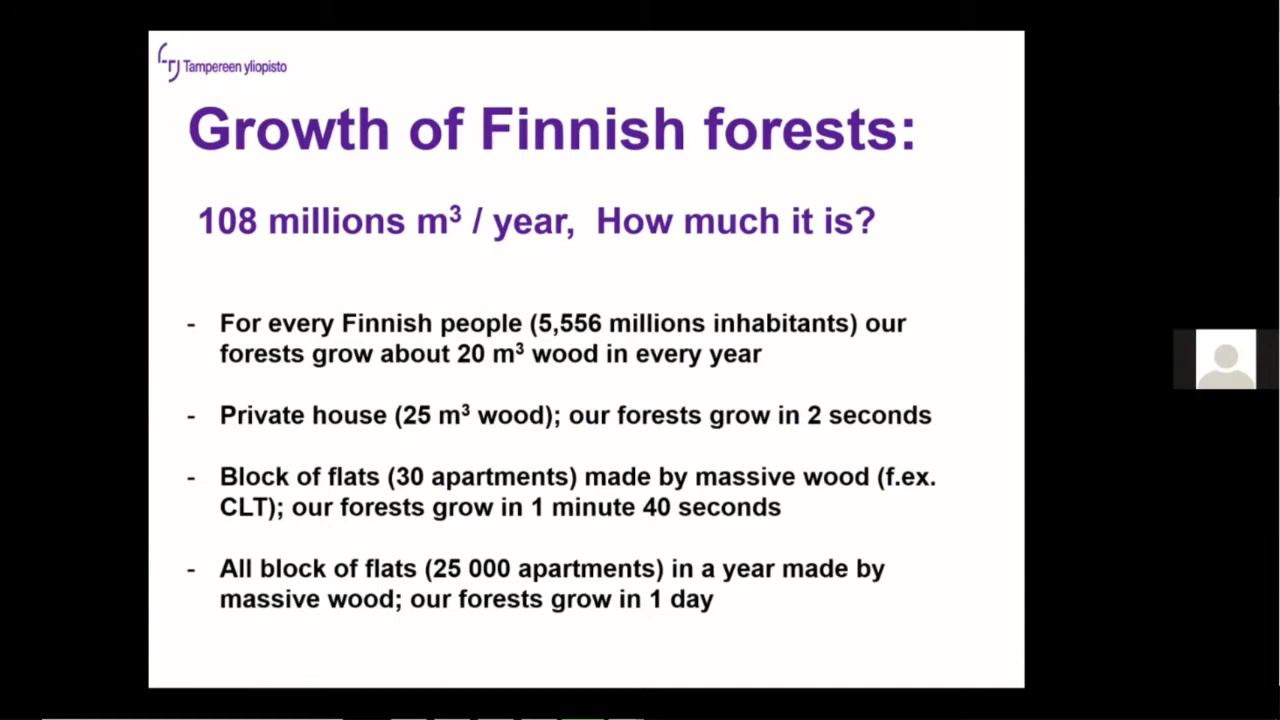 Tampereen yliopisto
Growth of Finnish forests:
108 millions m³ / year, How much it is?
- For every Finnish people (5,556 millions inhabitants) our
forests grow about 20 m³ wood in every year
- Private house (25 m³ wood); our forests grow in 2 seconds
- Block of flats (30 apartments) made by massive wood (f.ex.
CLT); our forests grow in 1 minute 40 seconds
- All block of flats (25 000 apartments) in a year made by
massive wood; our forests grow in 1 day